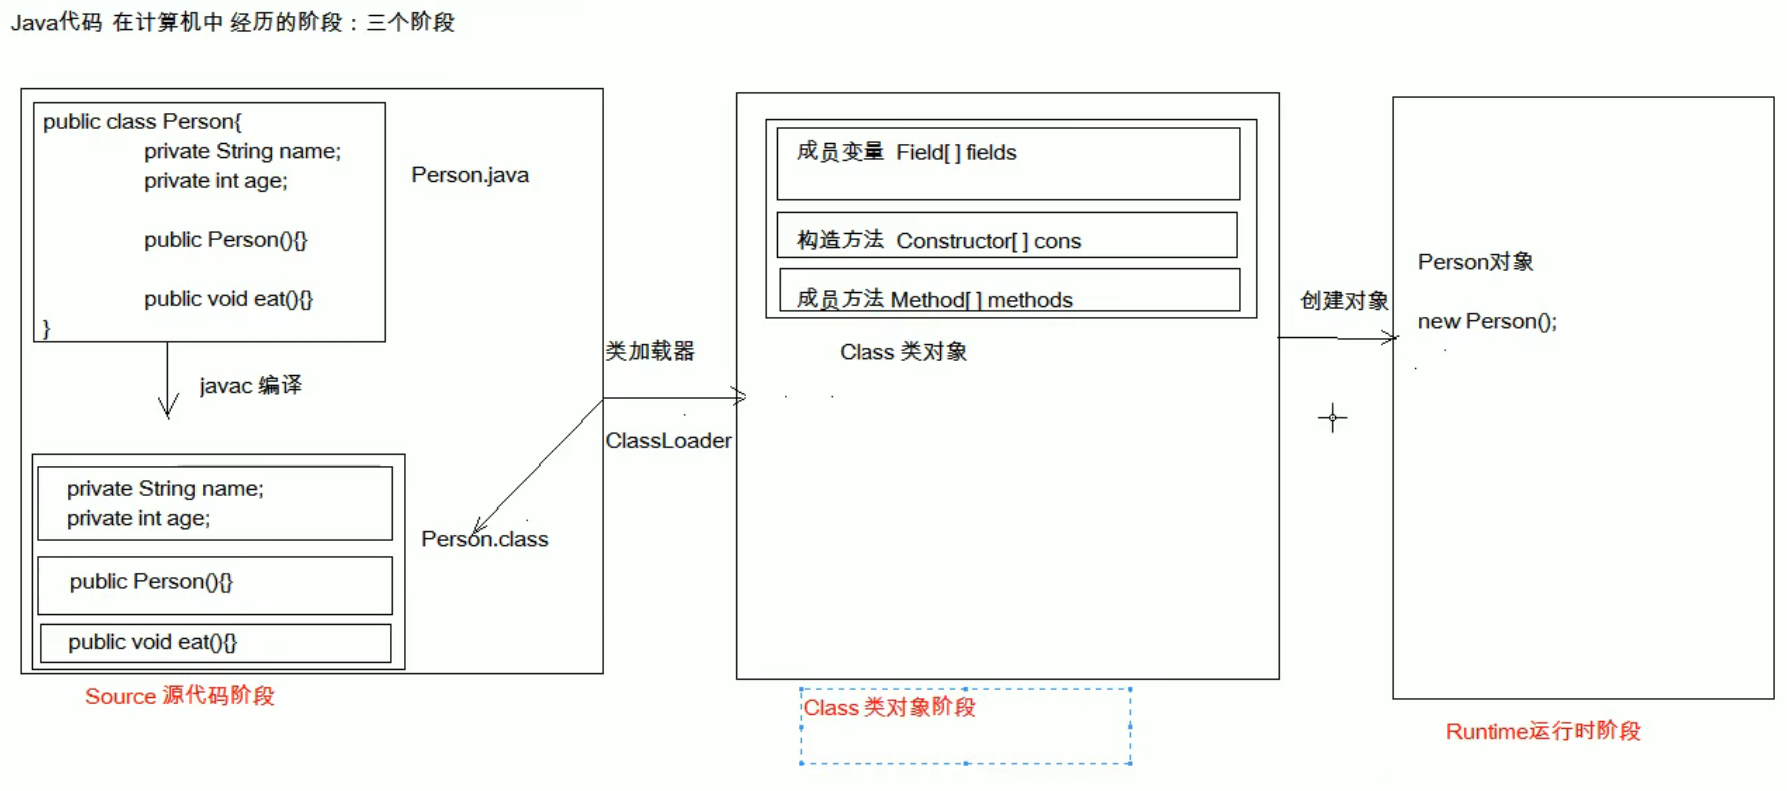 Java代码 在计算机中 经历的阶段：三个阶段
public class Person{
private String name;
private int age;
public Person(){}
public void eat(){}
}
Person.java
javac 编译
private String name;
private int age;
public Person(){}
public void eat(){}
Person.class
Source 源代码阶段
类加载器
ClassLoader
成员变量 Field[ ] fields
构造方法 Constructor[ ] cons
成员方法 Method[ ] methods
Class 类对象
Class 类对象阶段
创建对象
Person对象
new Person();
Runtime运行时阶段